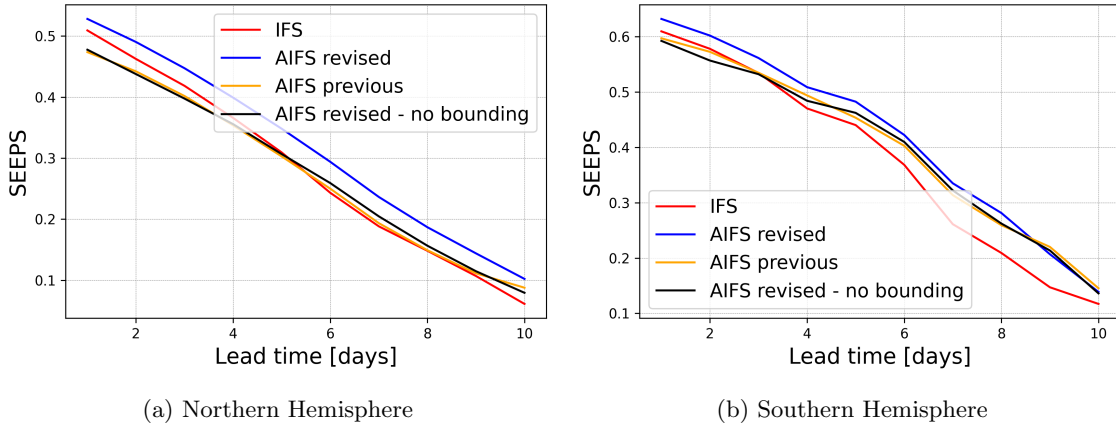 0.5
0.4
0.3
0.2
0.1
SEEPS
IFS
AIFS revised
AIFS previous
AIFS revised - no bounding
2
4
6
8
10
Lead time [days]
(a) Northern Hemisphere
0.6
0.5
0.4
0.3
0.2
0.1
SEEPS
IFS
AIFS revised
AIFS previous
AIFS revised - no bounding
2
4
6
8
10
Lead time [days]
(b) Southern Hemisphere